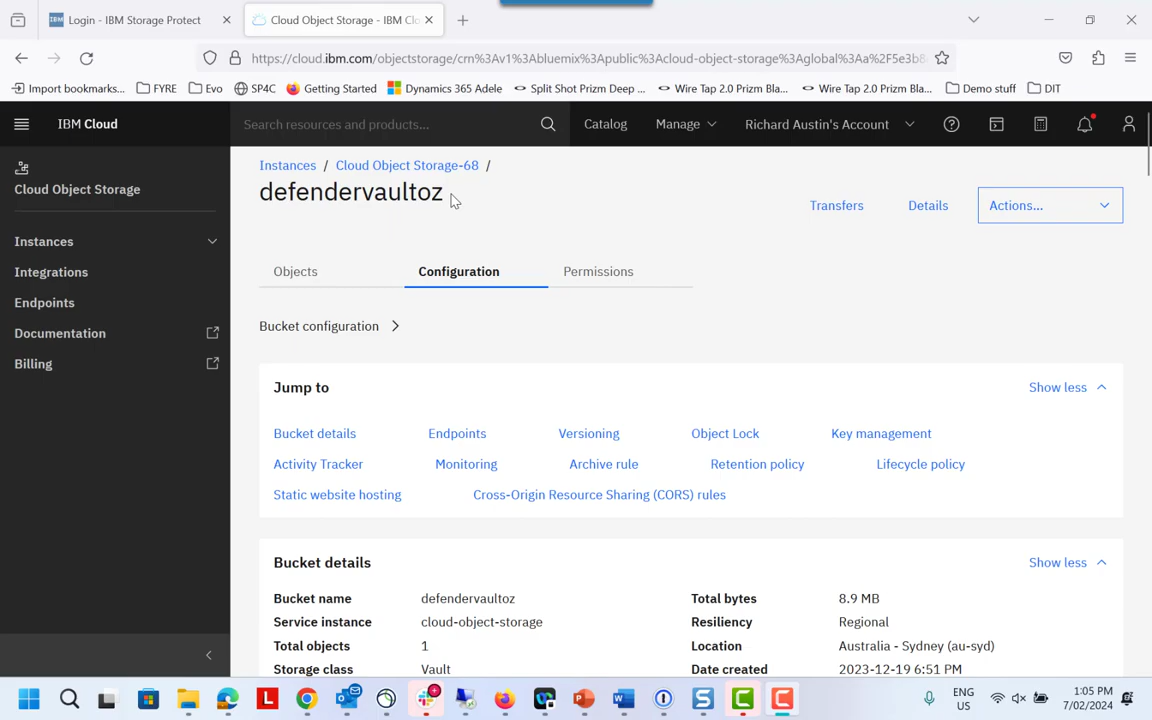 IBM
Login - IBM Storage Protect
Cloud Object Storage - IBM Clo
https://cloud.ibm.com/objectstorage/crn%3Av1%3Abluemix%3Apublic%3Acloud-object-storage%3Aglobal%3Aa%2F5e3b8
Import bookmarks... FYRE Evo SP4C Getting Started Dynamics 365 Adele Split Shot Prizm Deep ... Wire Tap 2.0 Prizm Bla... Wire Tap 2.0 Prizm Bla... Demo stuff DIT
IBM Cloud
Search resources and products...
Catalog Manage Richard Austin's Account
Cloud Object Storage
Instances
Integrations
Endpoints
Documentation
Billing
Instances / Cloud Object Storage-68 /
defendervaultoz
Transfers Details Actions...
Objects Configuration Permissions
Bucket configuration
Jump to Show less
Bucket details Endpoints Versioning Object Lock Key management
Activity Tracker Monitoring Archive rule Retention policy Lifecycle policy
Static website hosting Cross-Origin Resource Sharing (CORS) rules
Bucket details Show less
Bucket name defendervaultoz Total bytes 8.9 MB
Service instance cloud-object-storage Resiliency Regional
Total objects 1 Location Australia - Sydney (au-syd)
Storage class Vault Date created 2023-12-19 6:51 PM
ENG
US
1:05 PM
7/02/2024